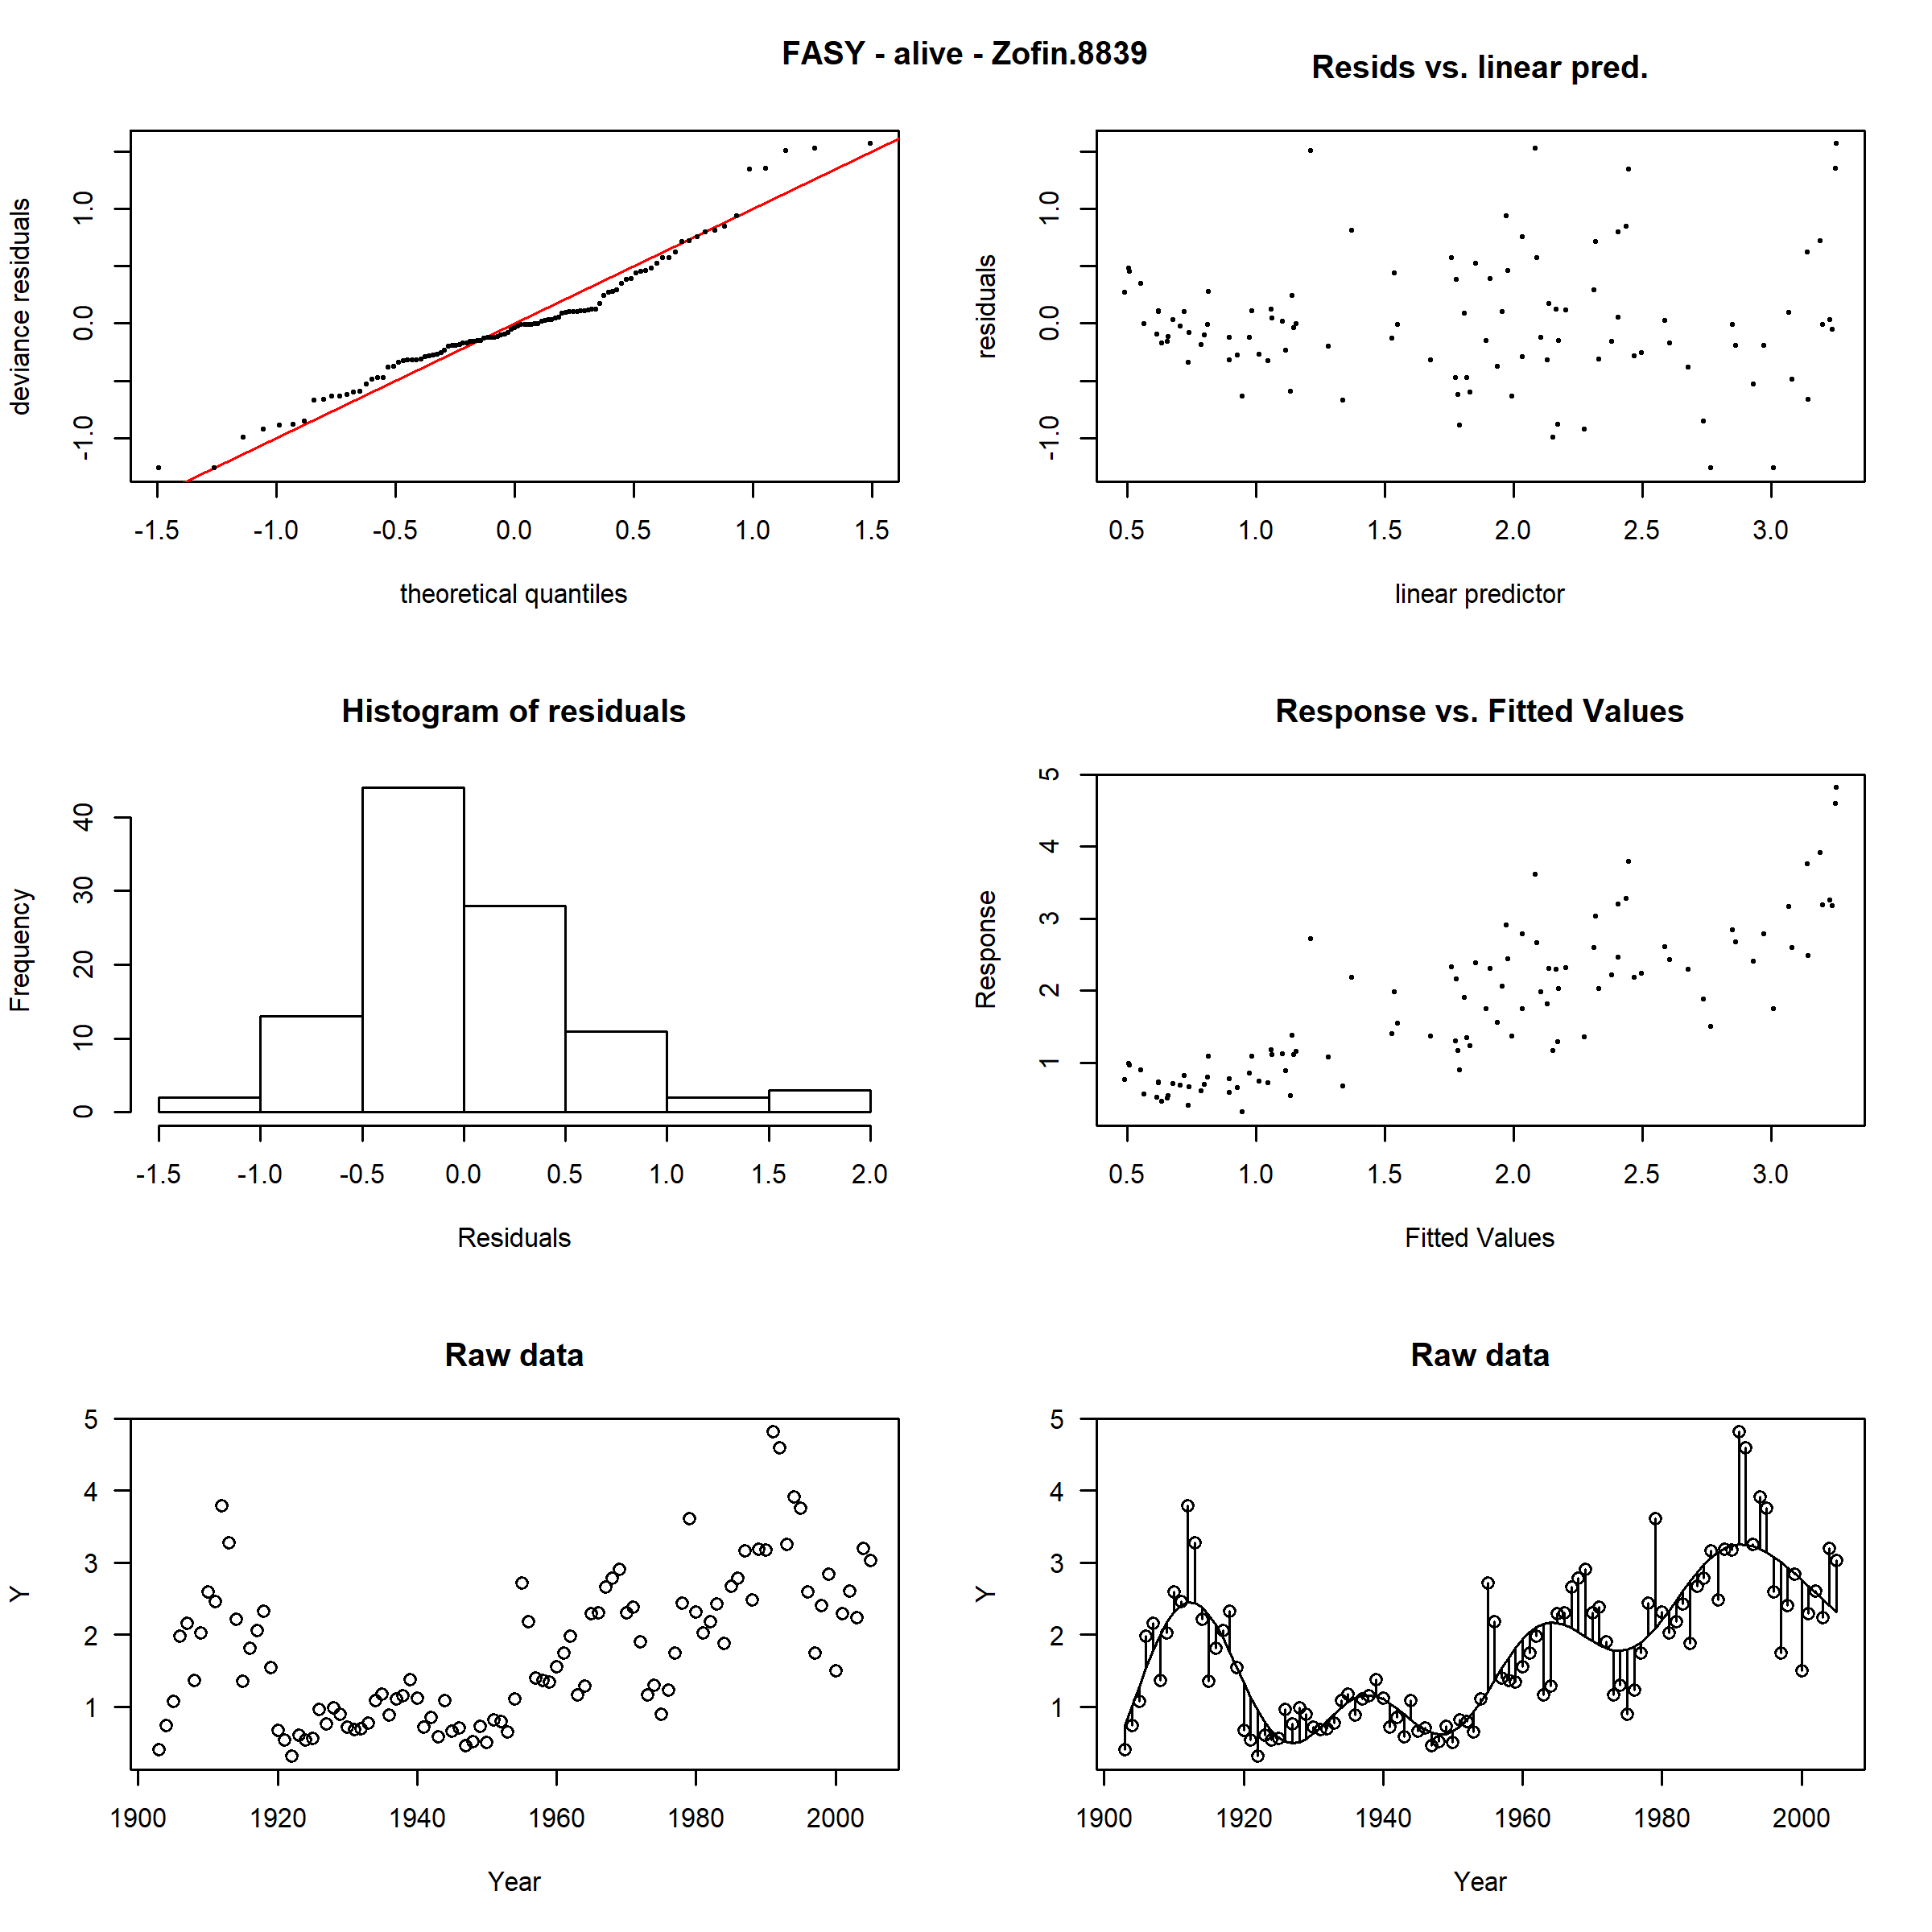 FASY - alive - Zofin.8839
deviance residuals
-1.0 0.0 1.0
-1.5 -1.0 -0.5 0.0 0.5 1.0 1.5
theoretical quantiles
Resids vs. linear pred.
residuals
-1.0 0.0 1.0
0.5 1.0 1.5 2.0 2.5 3.0
linear predictor
Histogram of residuals
Frequency
0 10 20 30 40
-1.5 -1.0 -0.5 0.0 0.5 1.0 1.5 2.0
Residuals
Response vs. Fitted Values
Response
1 2 3 4 5
0.5 1.0 1.5 2.0 2.5 3.0
Fitted Values
Raw data
Y
1 2 3 4 5
1900 1920 1940 1960 1980 2000
Year
Raw data
Y
1 2 3 4 5
1900 1920 1940 1960 1980 2000
Year